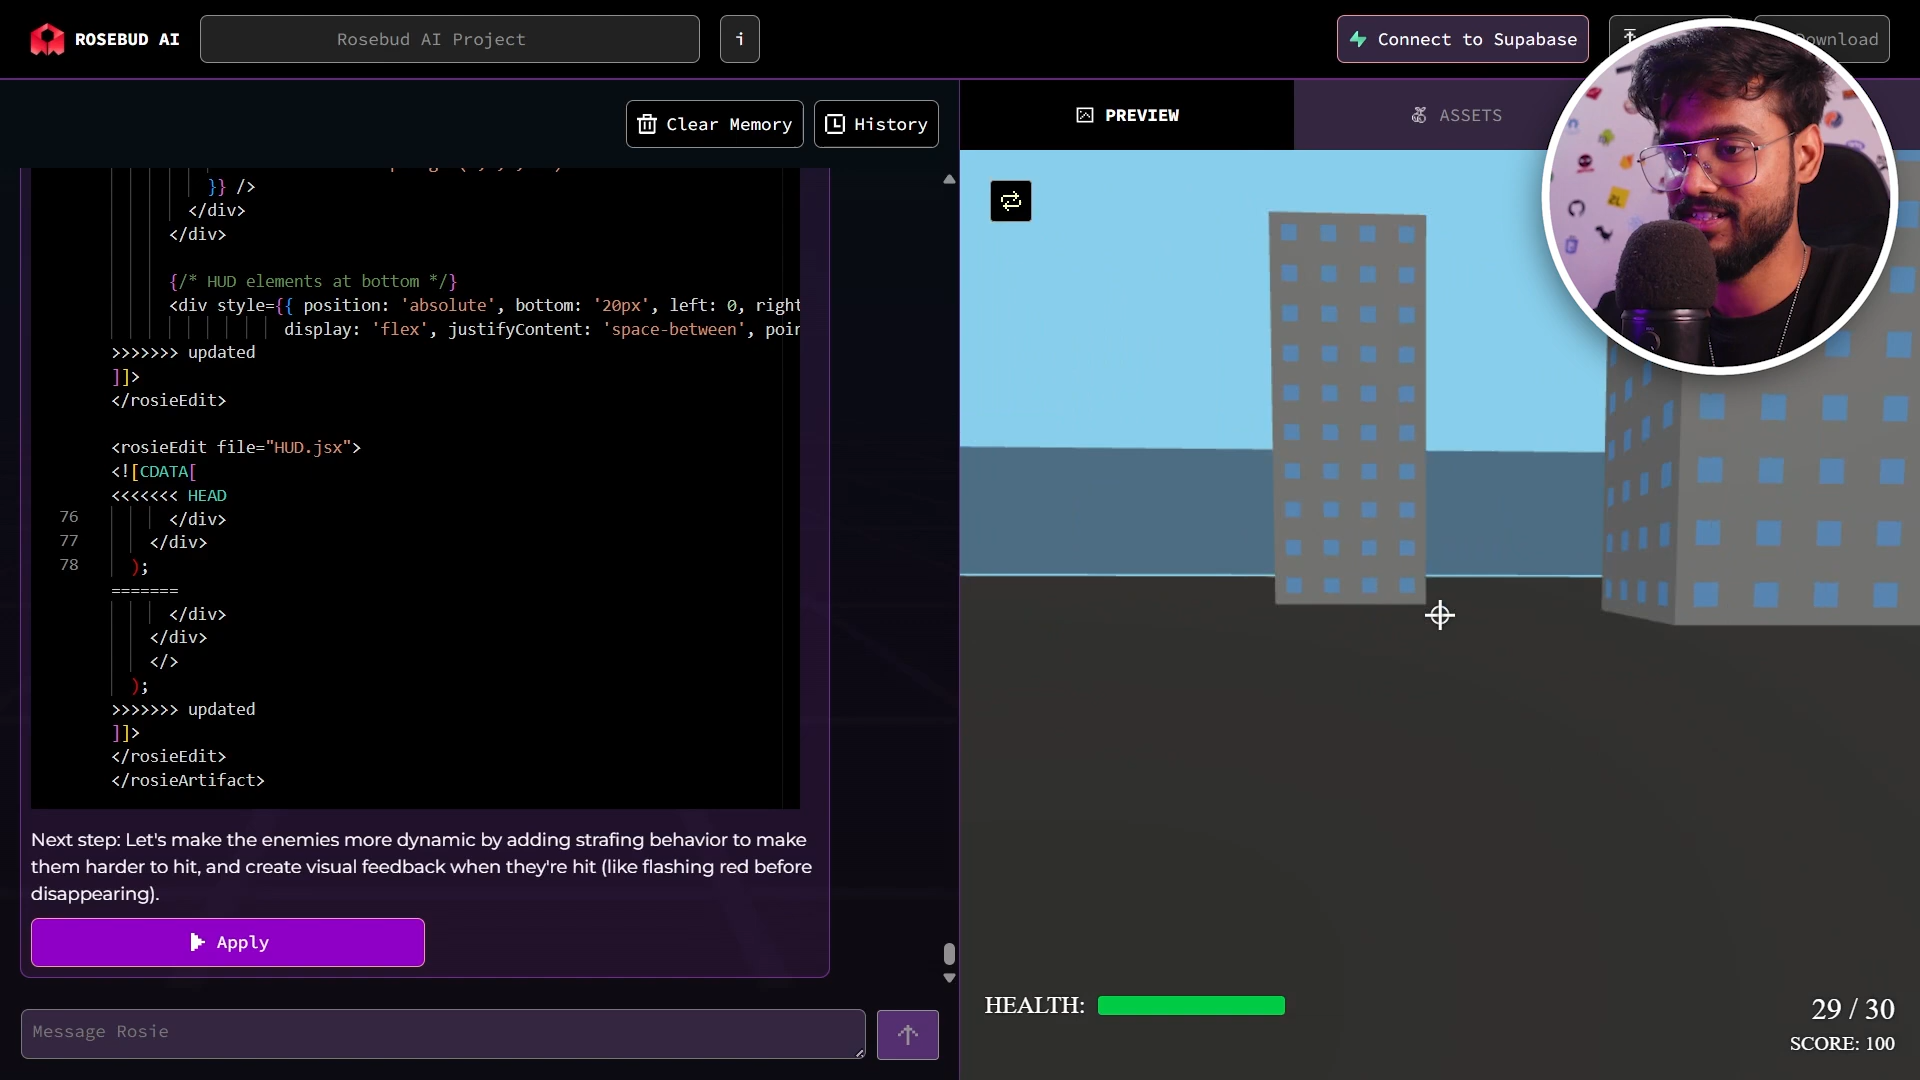 ROSEBUD AI
Rosebud AI Project
i
Connect to Supabase
ownload
Clear Memory
History
PREVIEW
ASSETS
}} />
</div>
</div>
{/* HUD elements at bottom */}
<div style={{ position: 'absolute', bottom: '20px', left: 0, right
display: 'flex', justifyContent: 'space-between', poin
>>>>>>> updated
]]>
</rosieEdit>
<rosieEdit file="HUD.jsx">
<![CDATA[
<<<<<<< HEAD
76 </div>
77 </div>
78 );
=======
</div>
</div>
</>
);
>>>>>>> updated
]]>
</rosieEdit>
</rosieArtifact>
Next step: Let's make the enemies more dynamic by adding strafing behavior to make
them harder to hit, and create visual feedback when they're hit (like flashing red before
disappearing).
Apply
Message Rosie
HEALTH:
29 / 30
SCORE: 100